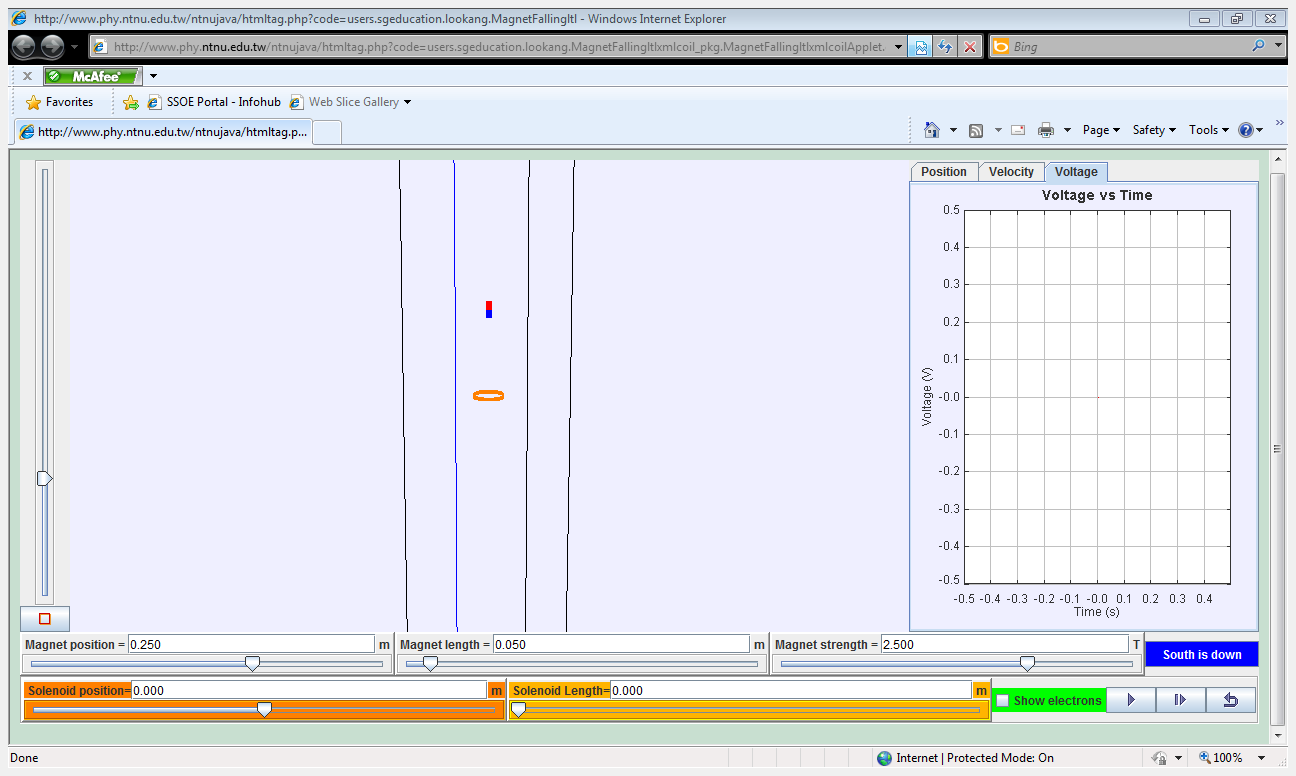 http://www.phy.ntnu.edu.tw/ntnujava/htmltag.php?code=users.sgeducation.lookang.MagnetFallingItl - Windows Internet Explorer
http://www.phy.ntnu.edu.tw/ntnujava/htmltag.php?code=users.sgeducation.lookang.MagnetFallingItlxmlcoil_pkg.MagnetFallingItlxmlcoilApplet.
Bing
X McAfee
Favorites SSOE Portal - Infohub Web Slice Gallery
http://www.phy.ntnu.edu.tw/ntnujava/htmltag.p...
Page Safety Tools ? »
Position Velocity Voltage
Voltage vs Time
0.5
0.4
0.3
0.2
0.1
-0.0
-0.1
-0.2
-0.3
-0.4
-0.5
Voltage (V)
-0.5 -0.4 -0.3 -0.2 -0.1 -0.0 0.1 0.2 0.3 0.4
Time (s)
Magnet position = 0.250 m Magnet length = 0.050 m Magnet strength = 2.500 T
South is down
Solenoid position= 0.000 m Solenoid Length= 0.000 m
Show electrons
Done Internet | Protected Mode: On 100%